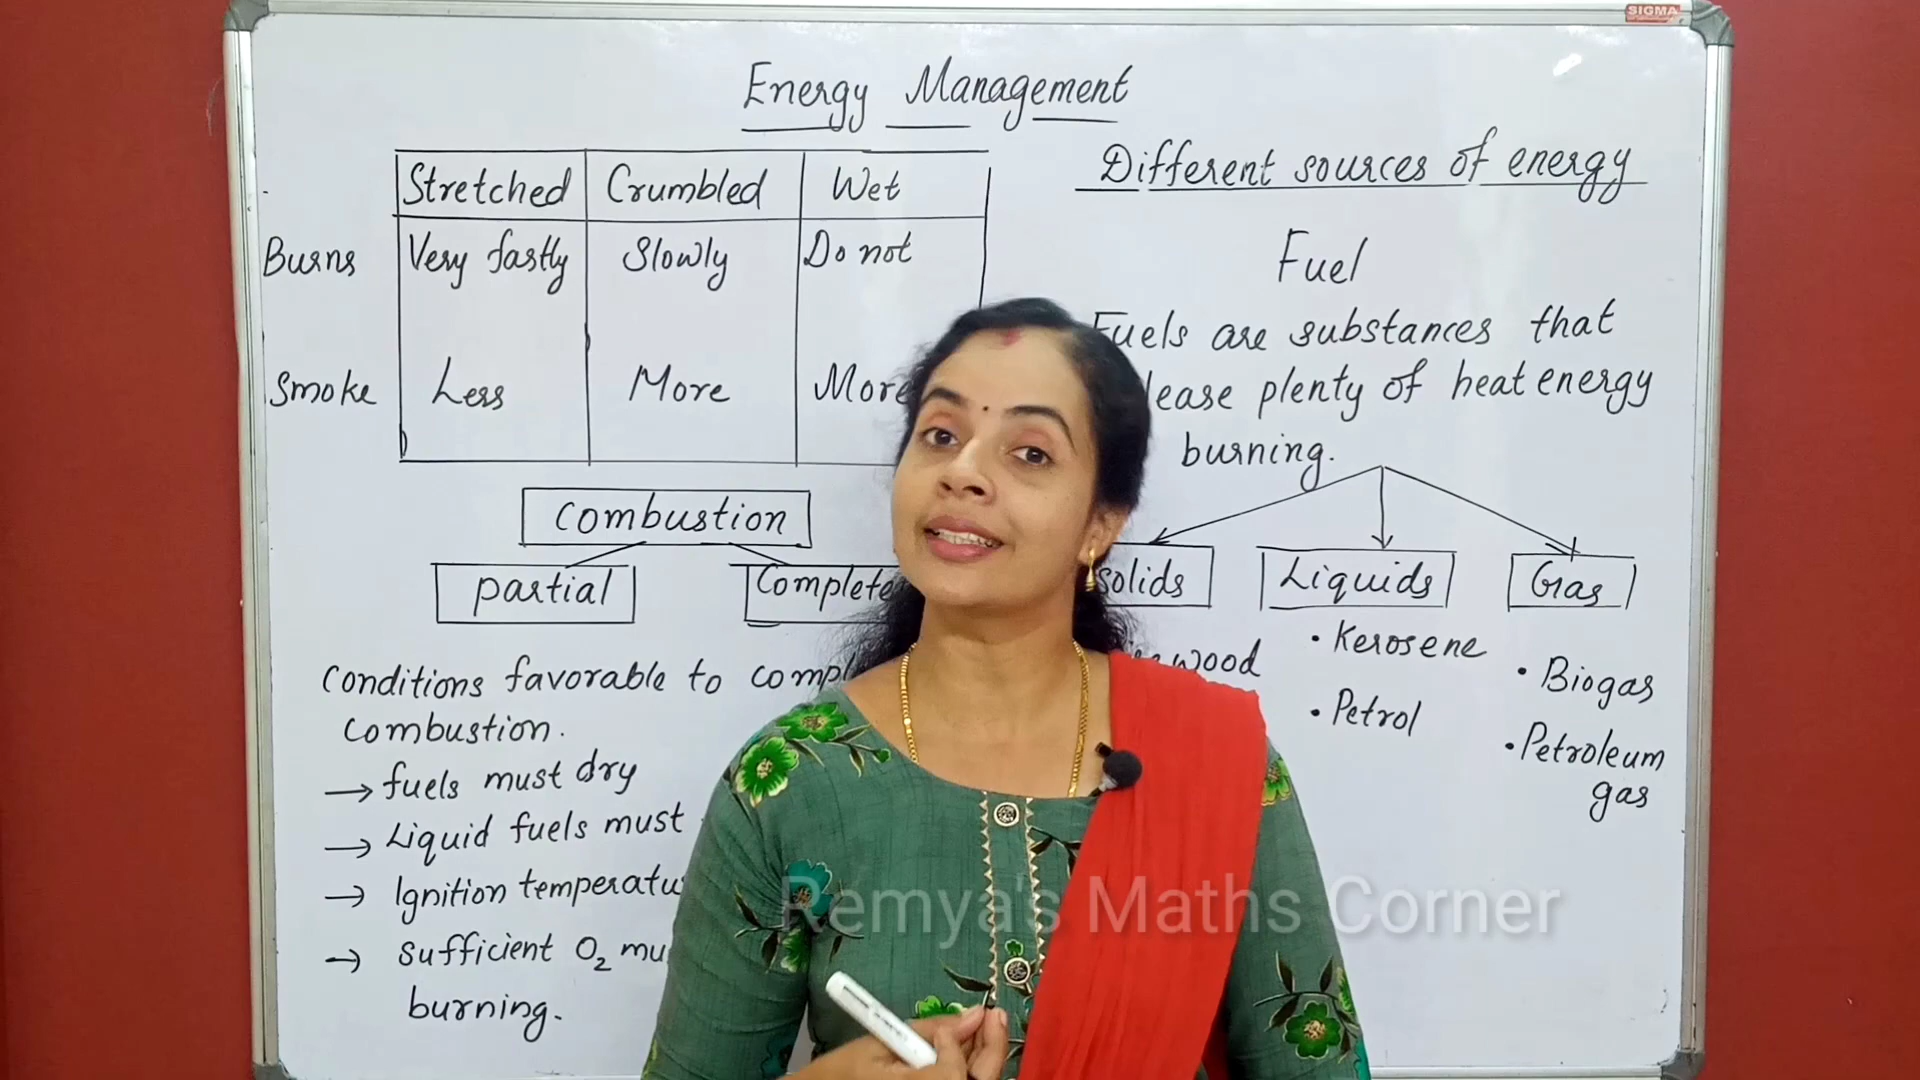 SIGMA
Energy Management
Stretched Crumbled Wet
Burns Very fastly Slowly Do not
Smoke Less More More
Combustion
partial Complete
Conditions favorable to
Combustion.
→ fuels must dry
→ Liquid fuels must
→ Ignition
→ Sufficient O₂
burning.
Different sources of energy
Fuel
Fuels are substances that
plenty of heat energy
burning.
Solids Liquids Gas
wood
• Kerosene
• Petrol
• Biogas
• Petroleum
gas
Remya's Maths Corner